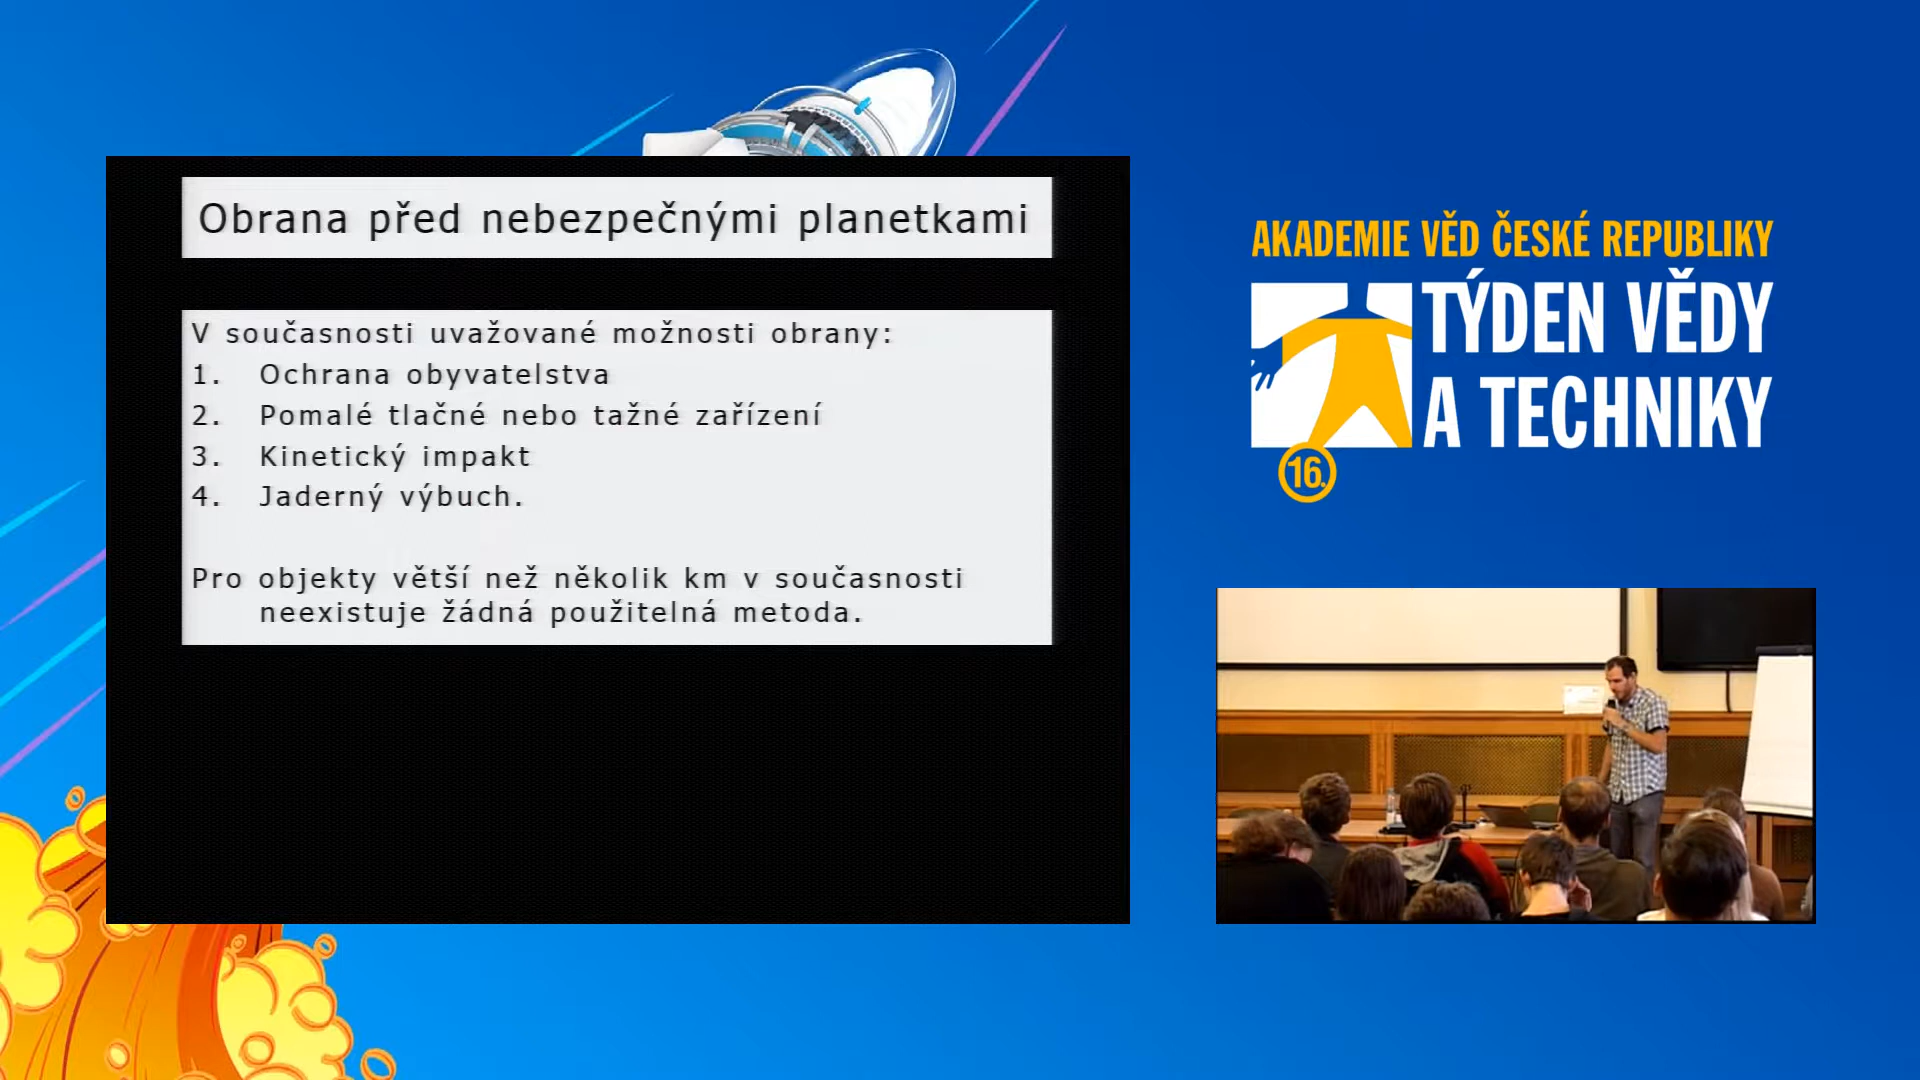 Obrana před nebezpečnými planetkami
V současnosti uvažované možnosti obrany:
1. Ochrana obyvatelstva
2. Pomalé tlačné nebo tažné zařízení
3. Kinetický impakt
4. Jaderný výbuch.
Pro objekty větší než několik km v současnosti
neexistuje žádná použitelná metoda.
AKADEMIE VĚD ČESKÉ REPUBLIKY
TÝDEN VĚDY
A TECHNIKY
16.